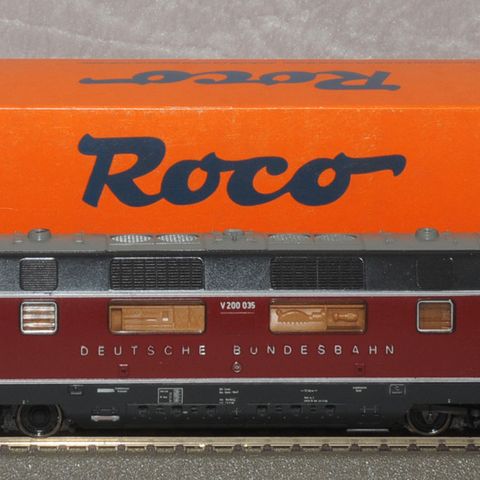 Roco
Roco
V 200 035
DEUTSCHE BUNDESBAHN